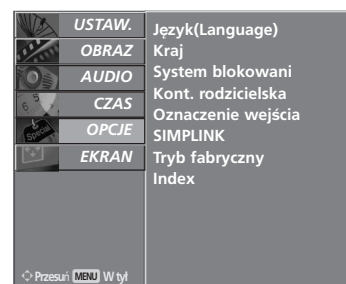 USTAW.
OBRAZ
AUDIO
CZAS
OPCJE
EKRAN
Język(Language)
Kraj
System blokowani
Kont. rodzicielska
Oznaczenie wejścia
SIMPLINK
Tryb fabryczny
Index
Przesuń MENU W tył